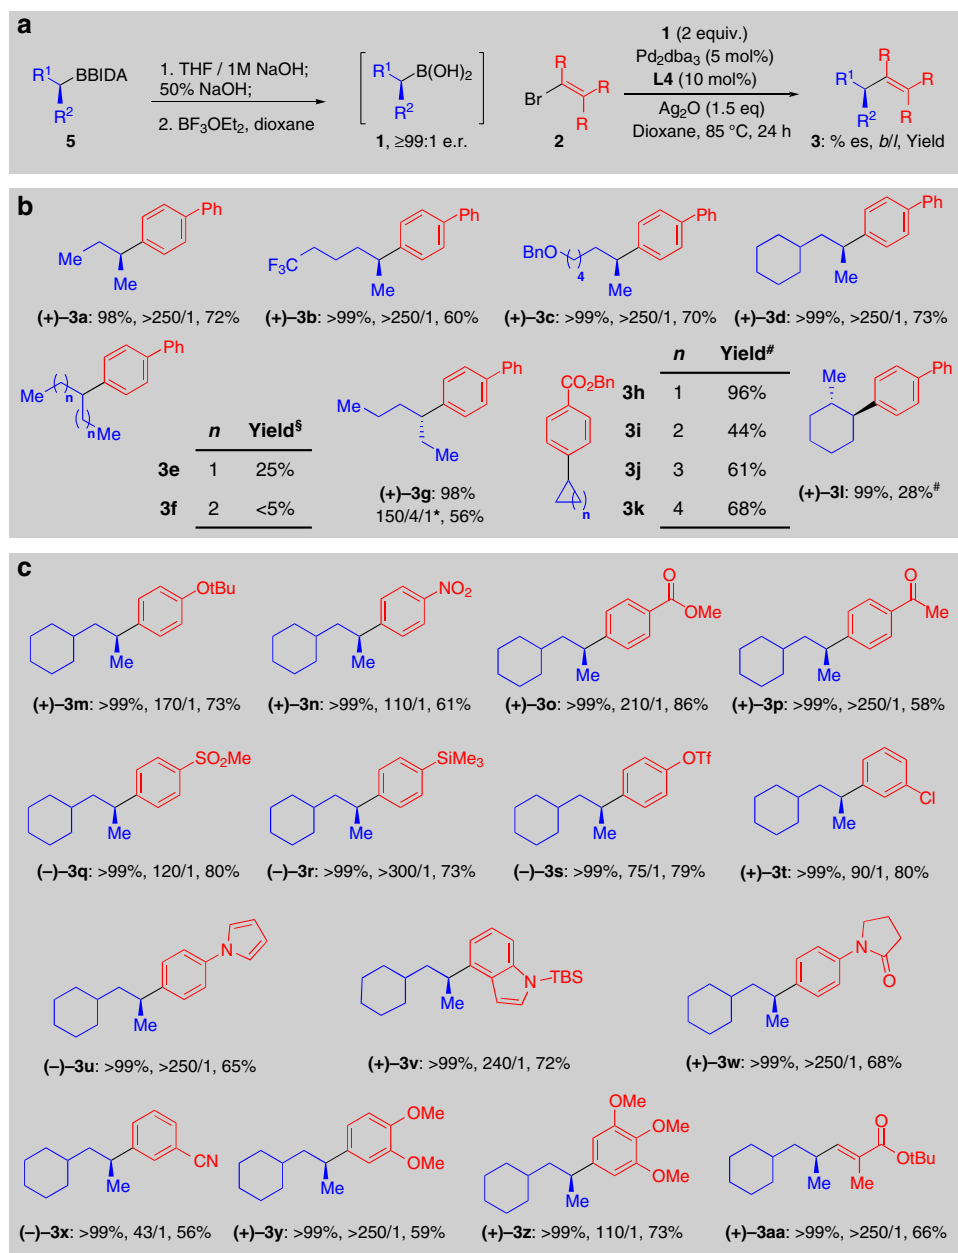 a
R1 BBIDA
R2
5
1. THF / 1M NaOH;
50% NaOH;
2. BF3OEt2, dioxane
R1 B(OH)2
R2
1, ≥99:1 e.r.
Br R R R
2
1 (2 equiv.)
Pd2dba3 (5 mol%)
L4 (10 mol%)
Ag2O (1.5 eq)
Dioxane, 85 °C, 24 h
R1 R R R
R2
3: % es, b/l, Yield
b
Ph
Me
Me
(+)–3a: 98%, >250/1, 72%
Ph
F3C
Me
(+)–3b: >99%, >250/1, 60%
Ph
BnO
4
Me
(+)–3c: >99%, >250/1, 70%
Ph
Me
(+)–3d: >99%, >250/1, 73%
Ph
Me n
n Me
n Yield§
3e 1 25%
3f 2 <5%
Ph
Me
Me
(+)–3g: 98%
150/4/1*, 56%
CO2Bn
n
n Yield#
3h 1 96%
3i 2 44%
3j 3 61%
3k 4 68%
Me
Ph
(+)–3l: 99%, 28%#
c
OtBu
Me
(+)–3m: >99%, 170/1, 73%
NO2
Me
(+)–3n: >99%, 110/1, 61%
O
OMe
Me
(+)–3o: >99%, 210/1, 86%
O
Me
Me
(+)–3p: >99%, >250/1, 58%
SO2Me
Me
(–)–3q: >99%, 120/1, 80%
SiMe3
Me
(–)–3r: >99%, >300/1, 73%
OTf
Me
(–)–3s: >99%, 75/1, 79%
Cl
Me
(+)–3t: >99%, 90/1, 80%
N
Me
(–)–3u: >99%, >250/1, 65%
N–TBS
Me
(+)–3v: >99%, 240/1, 72%
N
O
Me
(+)–3w: >99%, >250/1, 68%
CN
Me
(–)–3x: >99%, 43/1, 56%
OMe
OMe
Me
(+)–3y: >99%, >250/1, 59%
OMe
OMe
OMe
Me
(+)–3z: >99%, 110/1, 73%
O
OtBu
Me Me
(+)–3aa: >99%, >250/1, 66%